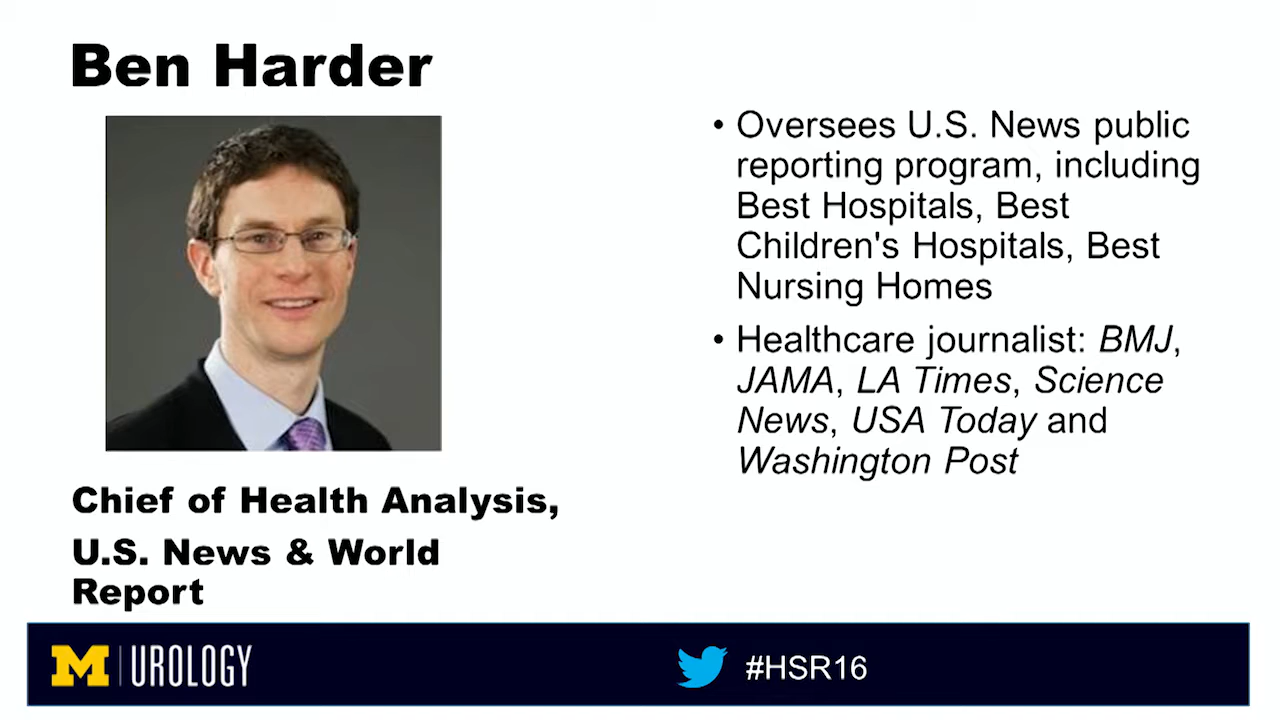 Ben Harder
Chief of Health Analysis,
U.S. News & World
Report
• Oversees U.S. News public
reporting program, including
Best Hospitals, Best
Children's Hospitals, Best
Nursing Homes
• Healthcare journalist: BMJ,
JAMA, LA Times, Science
News, USA Today and
Washington Post
M UROLOGY
#HSR16